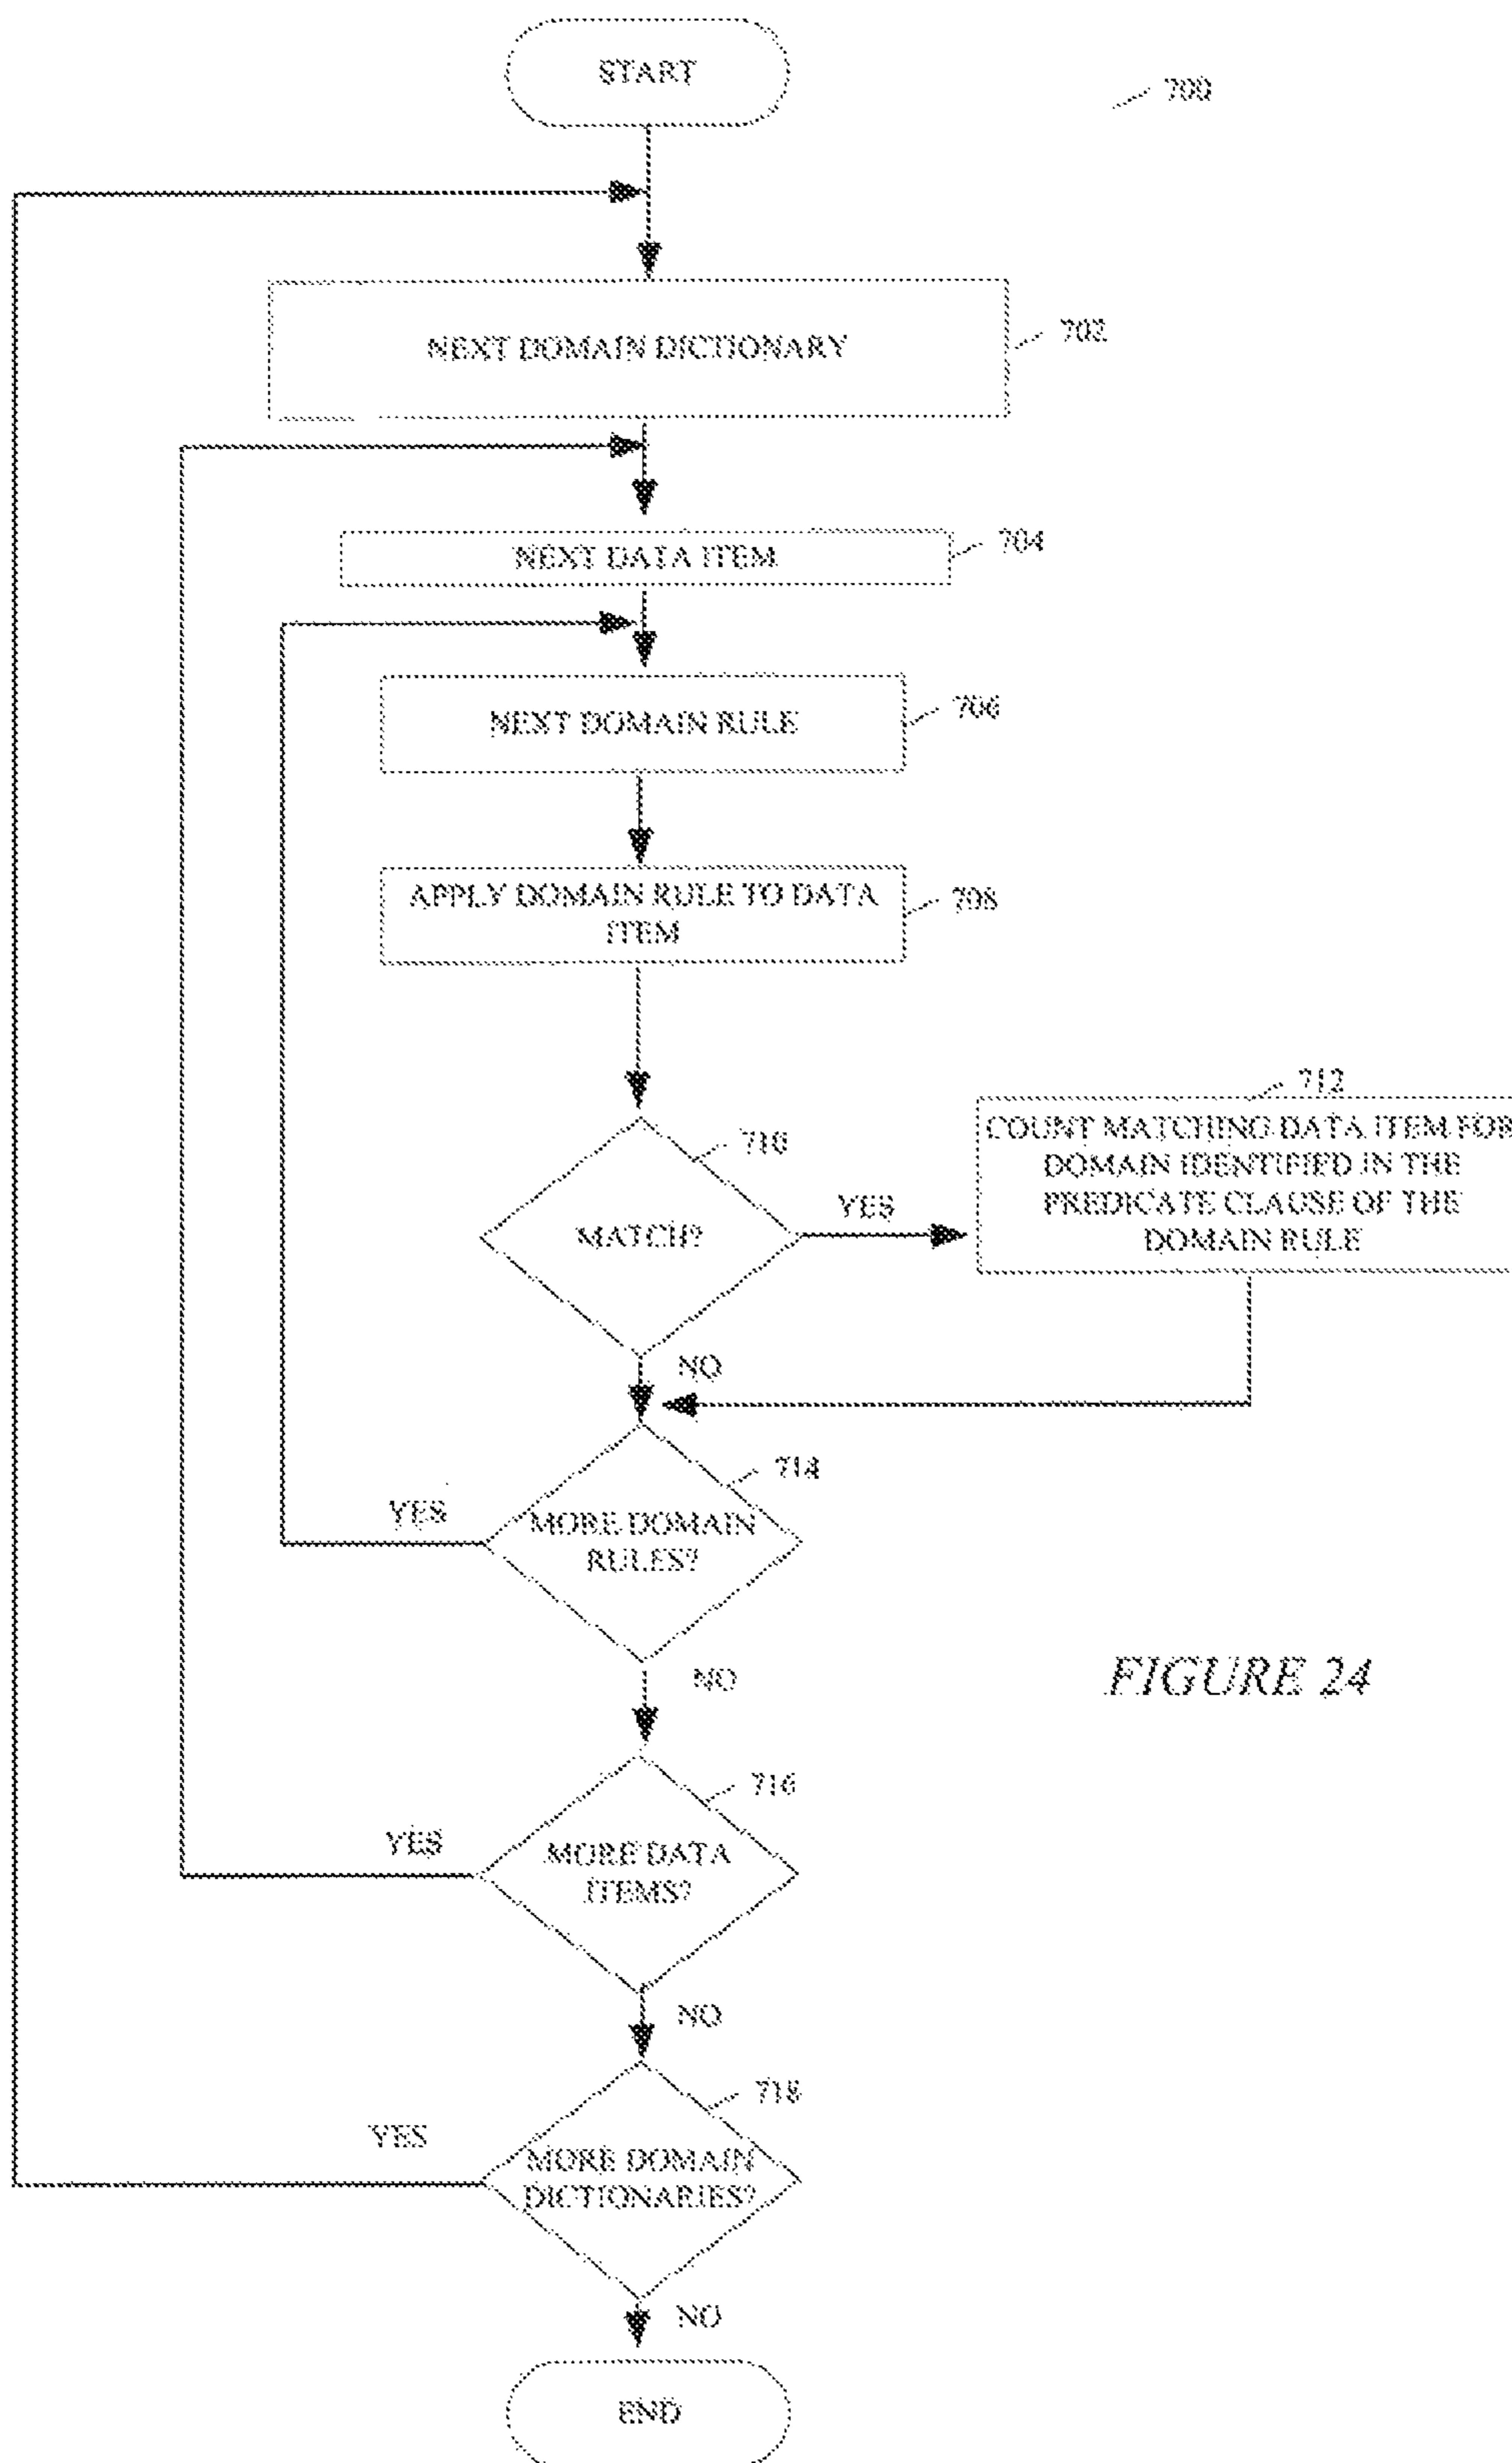 START
700
NEXT DOMAIN DICTIONARY
702
NEXT DATA ITEM
704
NEXT DOMAIN RULE
706
APPLY DOMAIN RULE TO DATA
ITEM
708
710
MATCH?
YES
712
COUNT MATCHING DATA ITEM FOR
DOMAIN IDENTIFIED IN THE
PREDICATE CLAUSE OF THE
DOMAIN RULE
NO
714
YES
MORE DOMAIN
RULES?
NO
FIGURE 24
716
YES
MORE DATA
ITEMS?
NO
718
YES
MORE DOMAIN
DICTIONARIES?
NO
END